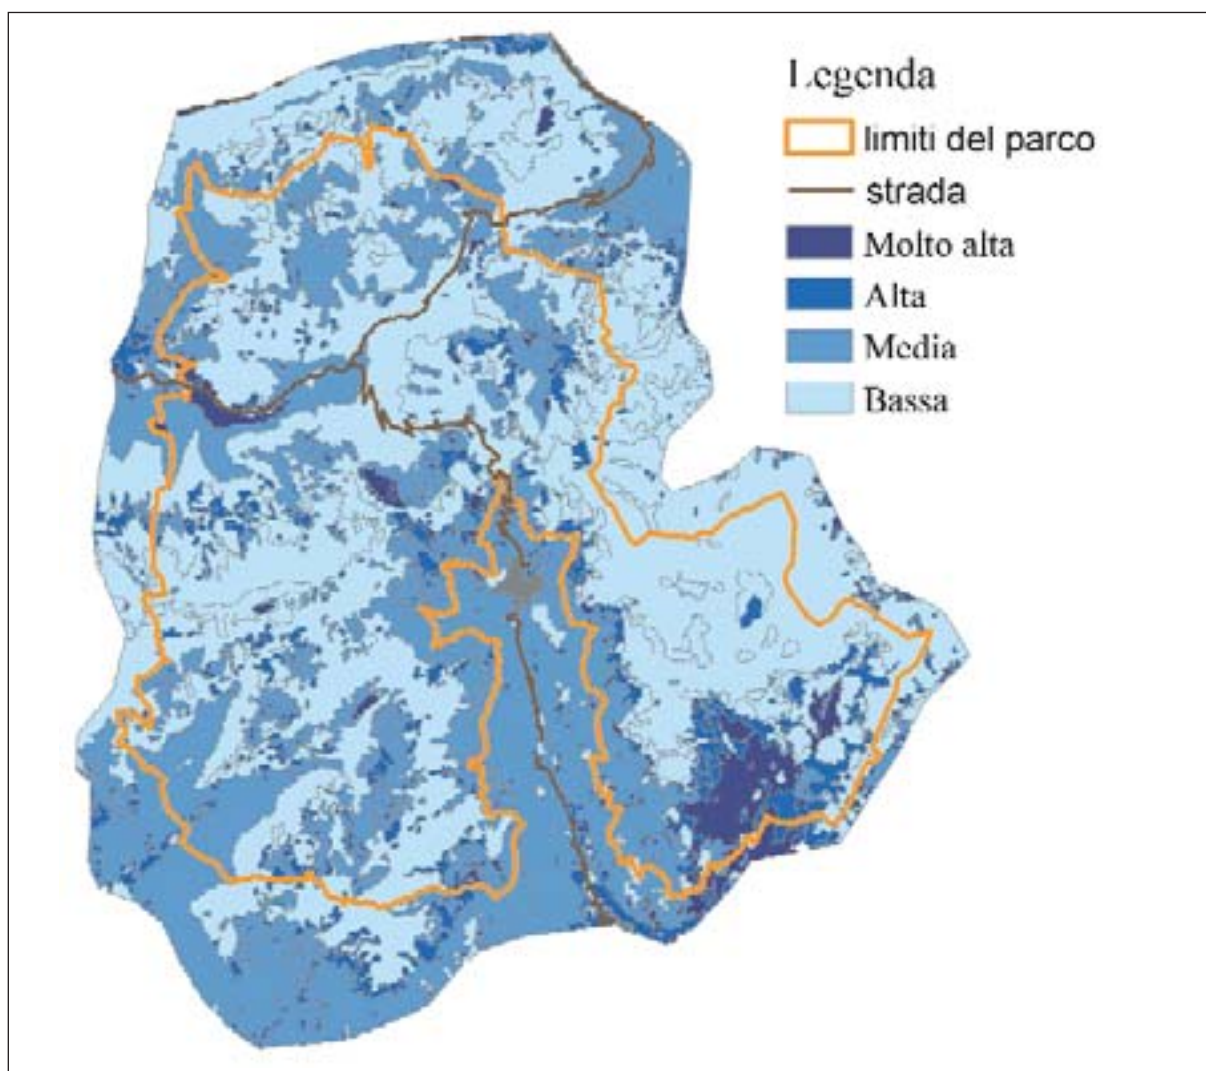 Legenda
limiti del parco
strada
Molto alta
Alta
Media
Bassa